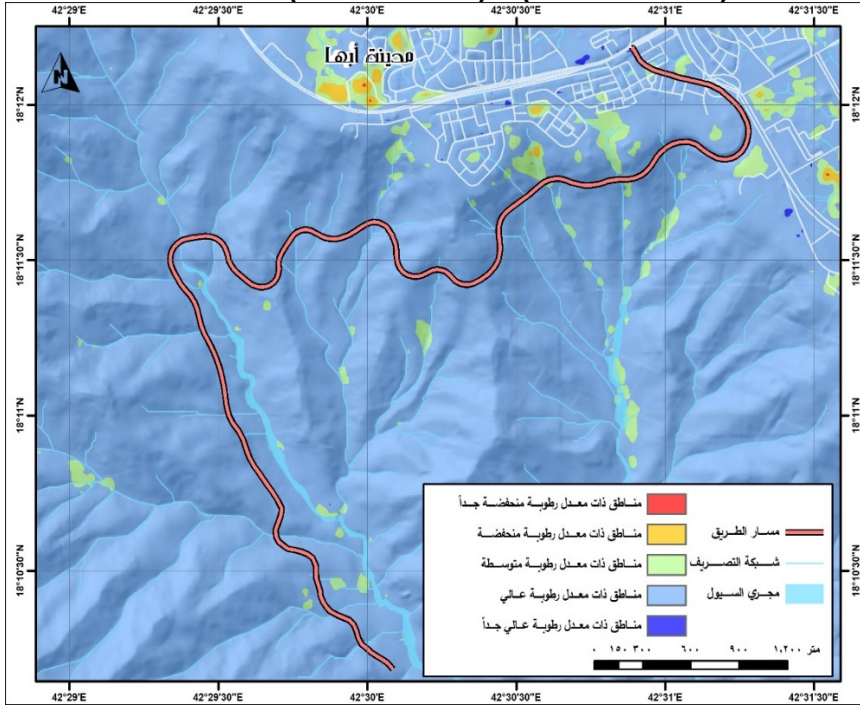 42°29'E 42°29'30"E 42°30'E 42°30'30"E 42°31'E 42°31'30"E
مدينة أبها
N
18°12'N 18°12'N
18°11'30"N 18°11'30"N
18°11'N 18°11'N
18°10'30"N 18°10'30"N
مسار الطريق
شبكة التصريف
مجري السيول
مناطق ذات معدل رطوبة منحفضة جداً
مناطق ذات معدل رطوبة منحفضة
مناطق ذات معدل رطوبة متوسطة
مناطق ذات معدل رطوبة عالي
مناطق ذات معدل رطوبة عالي جداً
٠ ١٥٠ ٣٠٠ ٦٠٠ ٩٠٠ ١,٢٠٠ متر
42°29'E 42°29'30"E 42°30'E 42°30'30"E 42°31'E 42°31'30"E